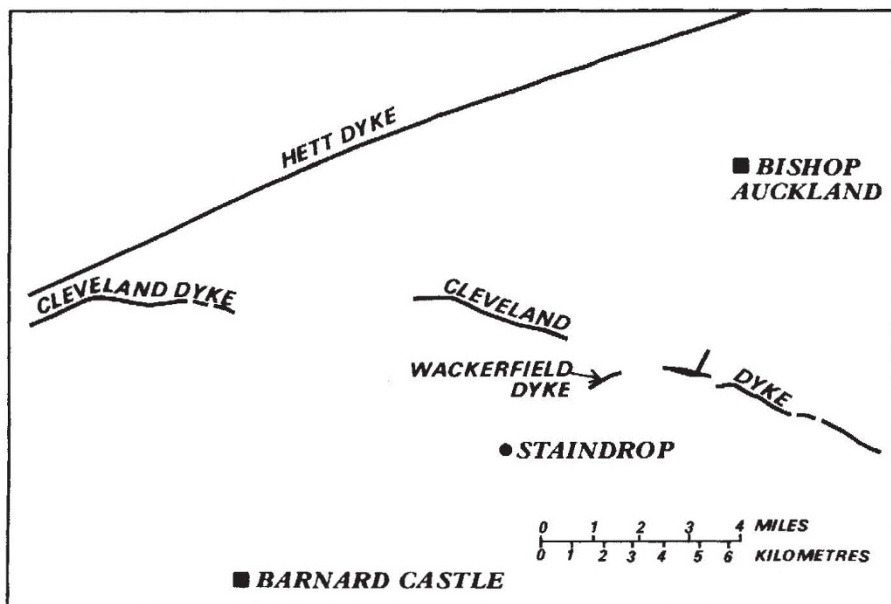 HETT DYKE
BISHOP
AUCKLAND
CLEVELAND DYKE
CLEVELAND
WACKERFIELD
DYKE
DYKE
STAINDROP
0 1 2 3 4 MILES
0 1 2 3 4 5 6 KILOMETRES
BARNARD CASTLE